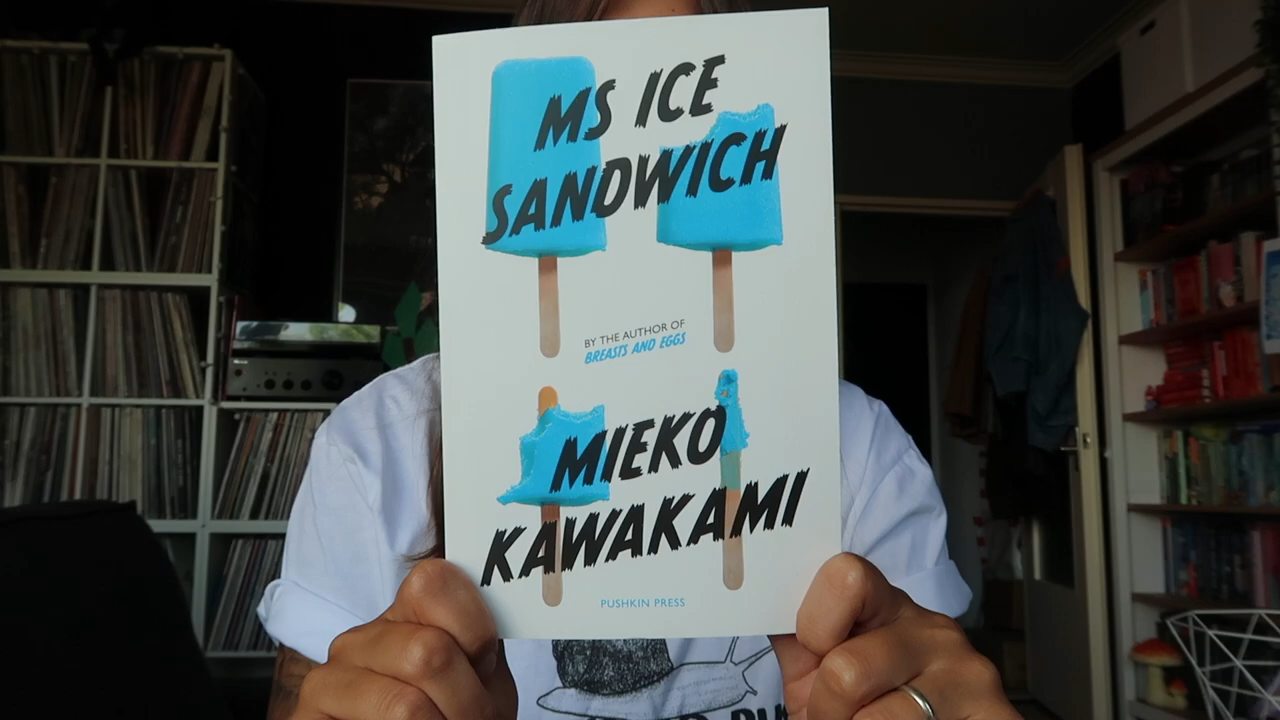 MS ICE
SANDWICH
BY THE AUTHOR OF
BREASTS AND EGGS
MIEKO
KAWAKAMI
PUSHKIN PRESS